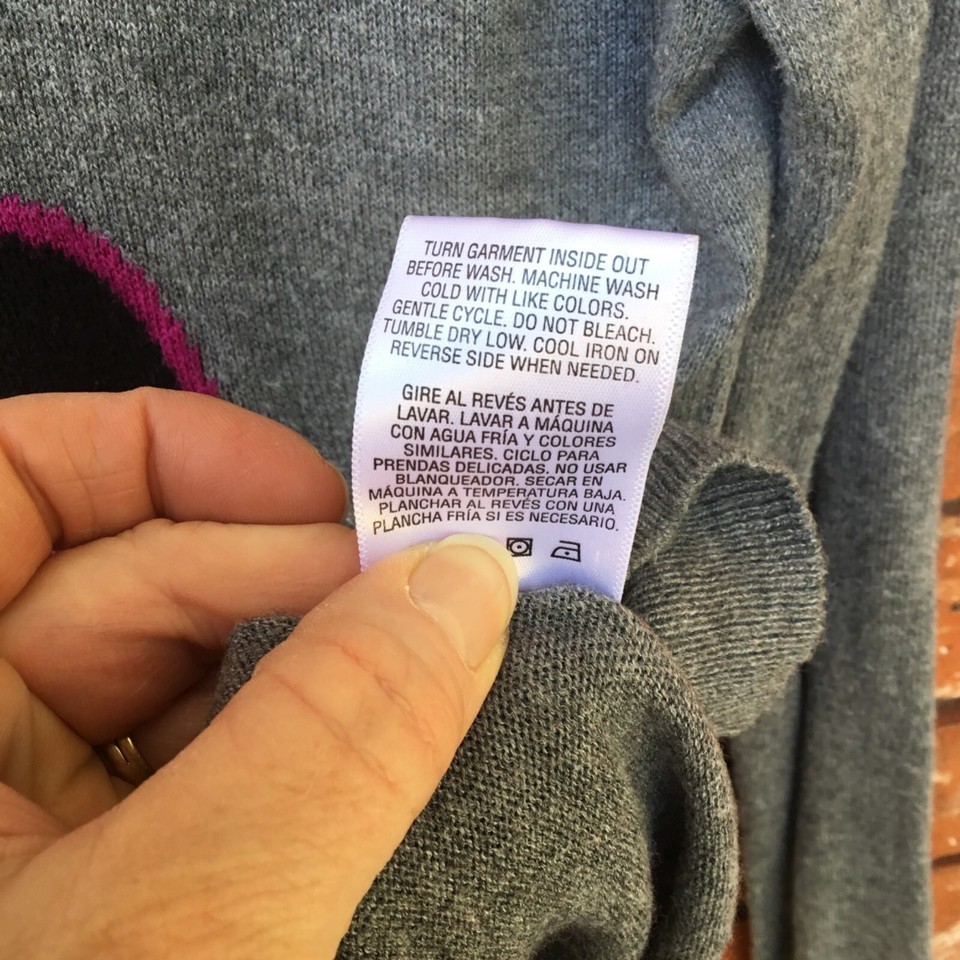 TURN GARMENT INSIDE OUT
BEFORE WASH. MACHINE WASH
COLD WITH LIKE COLORS.
GENTLE CYCLE. DO NOT BLEACH.
TUMBLE DRY LOW. COOL IRON ON
REVERSE SIDE WHEN NEEDED.
GIRE AL REVÉS ANTES DE
LAVAR. LAVAR A MÁQUINA
CON AGUA FRÍA Y COLORES
SIMILARES. CICLO PARA
PRENDAS DELICADAS. NO USAR
BLANQUEADOR. SECAR EN
MÁQUINA A TEMPERATURA BAJA.
PLANCHAR AL REVÉS CON UNA
PLANCHA FRÍA SI ES NECESARIO.